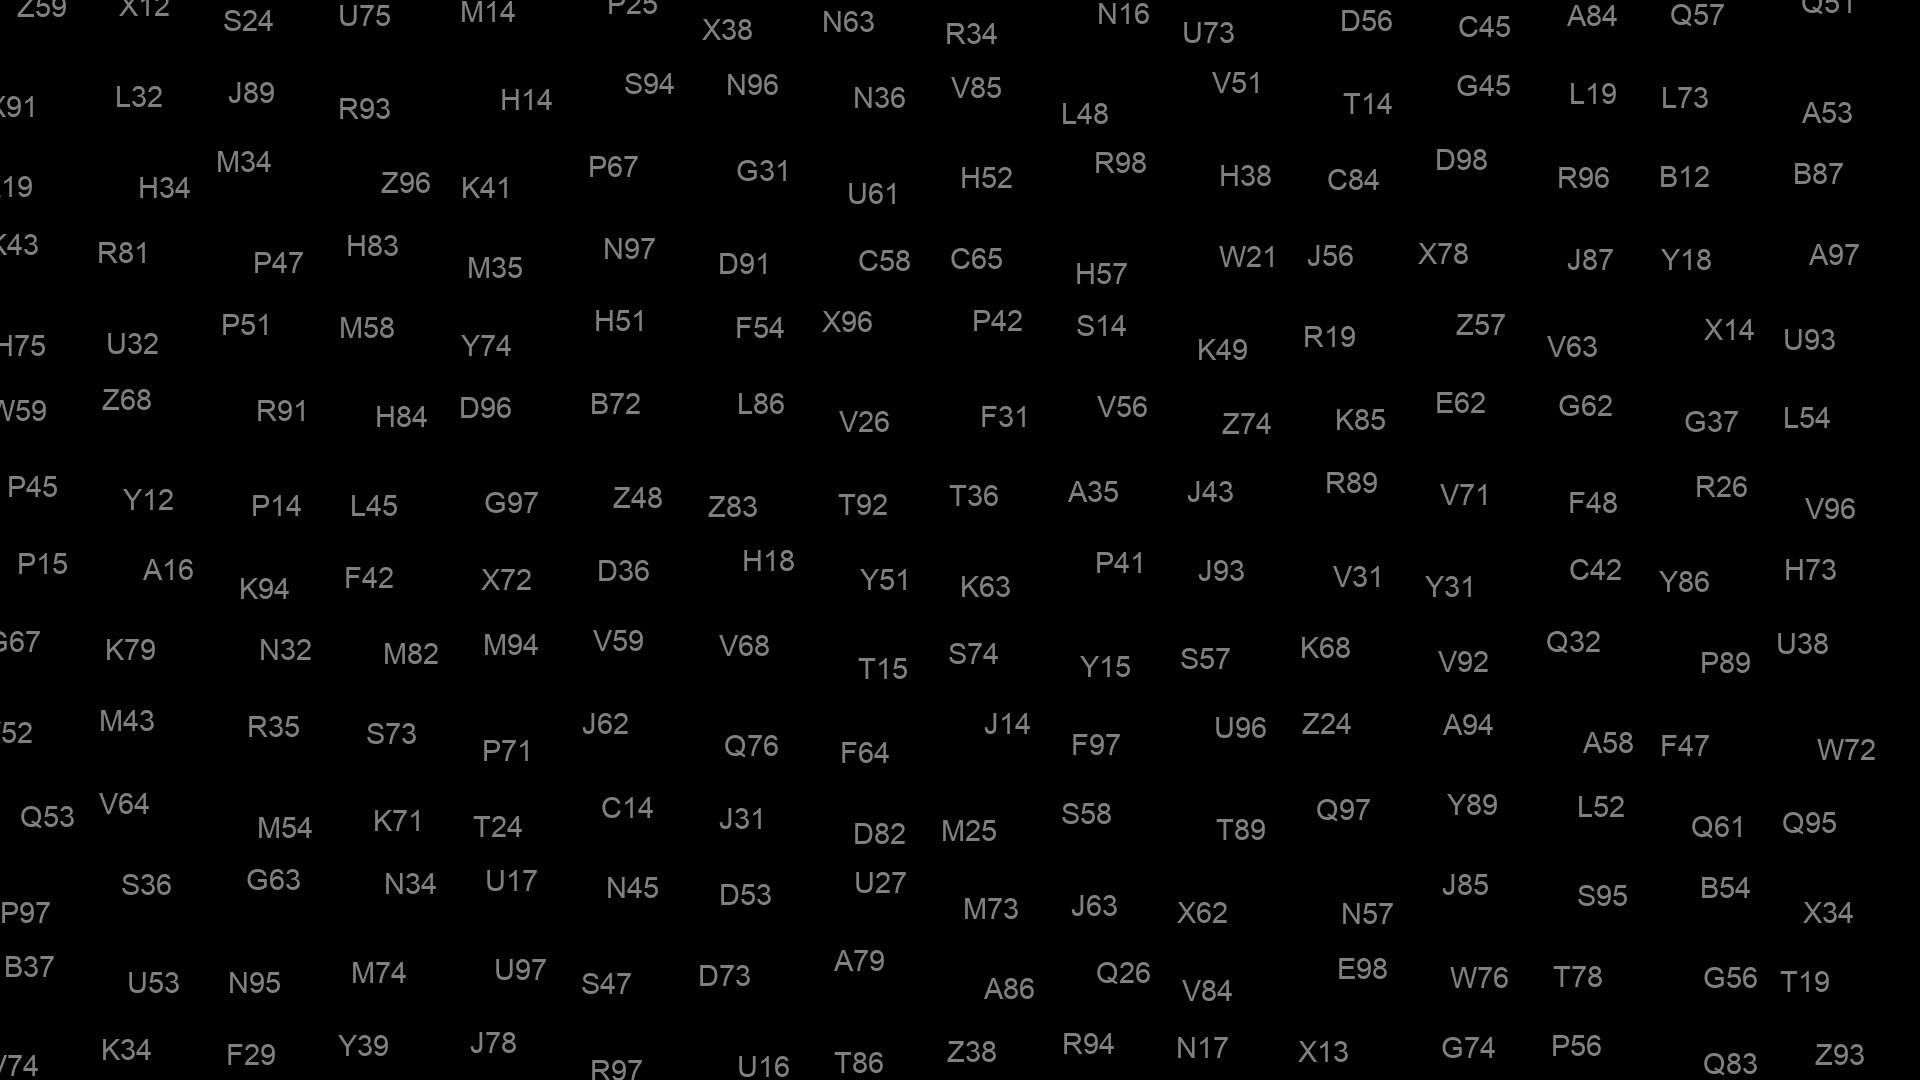 Z59 X12 S24 U75 M14 P25 X38 N63 R34 N16 U73 D56 C45 A84 Q57 Q51
L32 J89 R93 H14 S94 N96 N36 V85 L48 V51 T14 G45 L19 L73 A53
H34 M34 Z96 K41 P67 G31 U61 H52 R98 H38 C84 D98 R96 B12 B87
K43 R81 P47 H83 M35 N97 D91 C58 C65 H57 W21 J56 X78 J87 Y18 A97
H75 U32 P51 M58 Y74 H51 F54 X96 P42 S14 K49 R19 Z57 V63 X14 U93
W59 Z68 R91 H84 D96 B72 L86 V26 F31 V56 Z74 K85 E62 G62 G37 L54
P45 Y12 P14 L45 G97 Z48 Z83 T92 T36 A35 J43 R89 V71 F48 R26 V96
P15 A16 K94 F42 X72 D36 H18 Y51 K63 P41 J93 V31 Y31 C42 Y86 H73
G67 K79 N32 M82 M94 V59 V68 T15 S74 Y15 S57 K68 V92 Q32 P89 U38
M43 R35 S73 P71 J62 Q76 F64 J14 F97 U96 Z24 A94 A58 F47 W72
Q53 V64 M54 K71 T24 C14 J31 D82 M25 S58 T89 Q97 Y89 L52 Q61 Q95
P97 S36 G63 N34 U17 N45 D53 U27 M73 J63 X62 N57 J85 S95 B54 X34
B37 U53 N95 M74 U97 S47 D73 A79 A86 Q26 V84 E98 W76 T78 G56 T19
K34 F29 Y39 J78 R97 U16 T86 Z38 R94 N17 X13 G74 P56 Q83 Z93